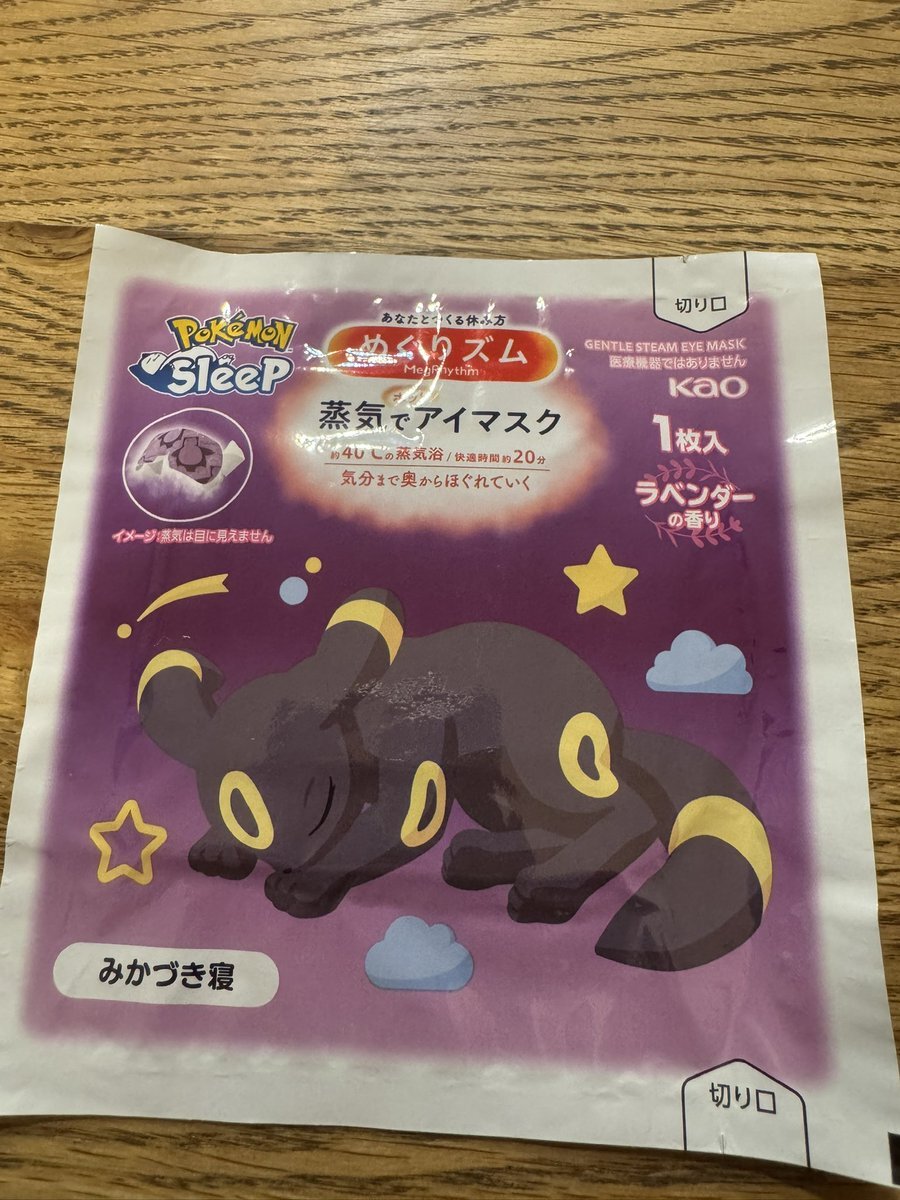 切り口
POKéMON
Sleep
あなたとつくる休み方
めぐりズム
MegRhythm
蒸気でアイマスク
約40℃の蒸気浴/快適時間約20分
気分まで奥からほぐれていく
GENTLE STEAM EYE MASK
医療機器ではありません
Kao
1枚入
ラベンダー
の香り
イメージ:蒸気は目に見えません
みかづき寝
切り口